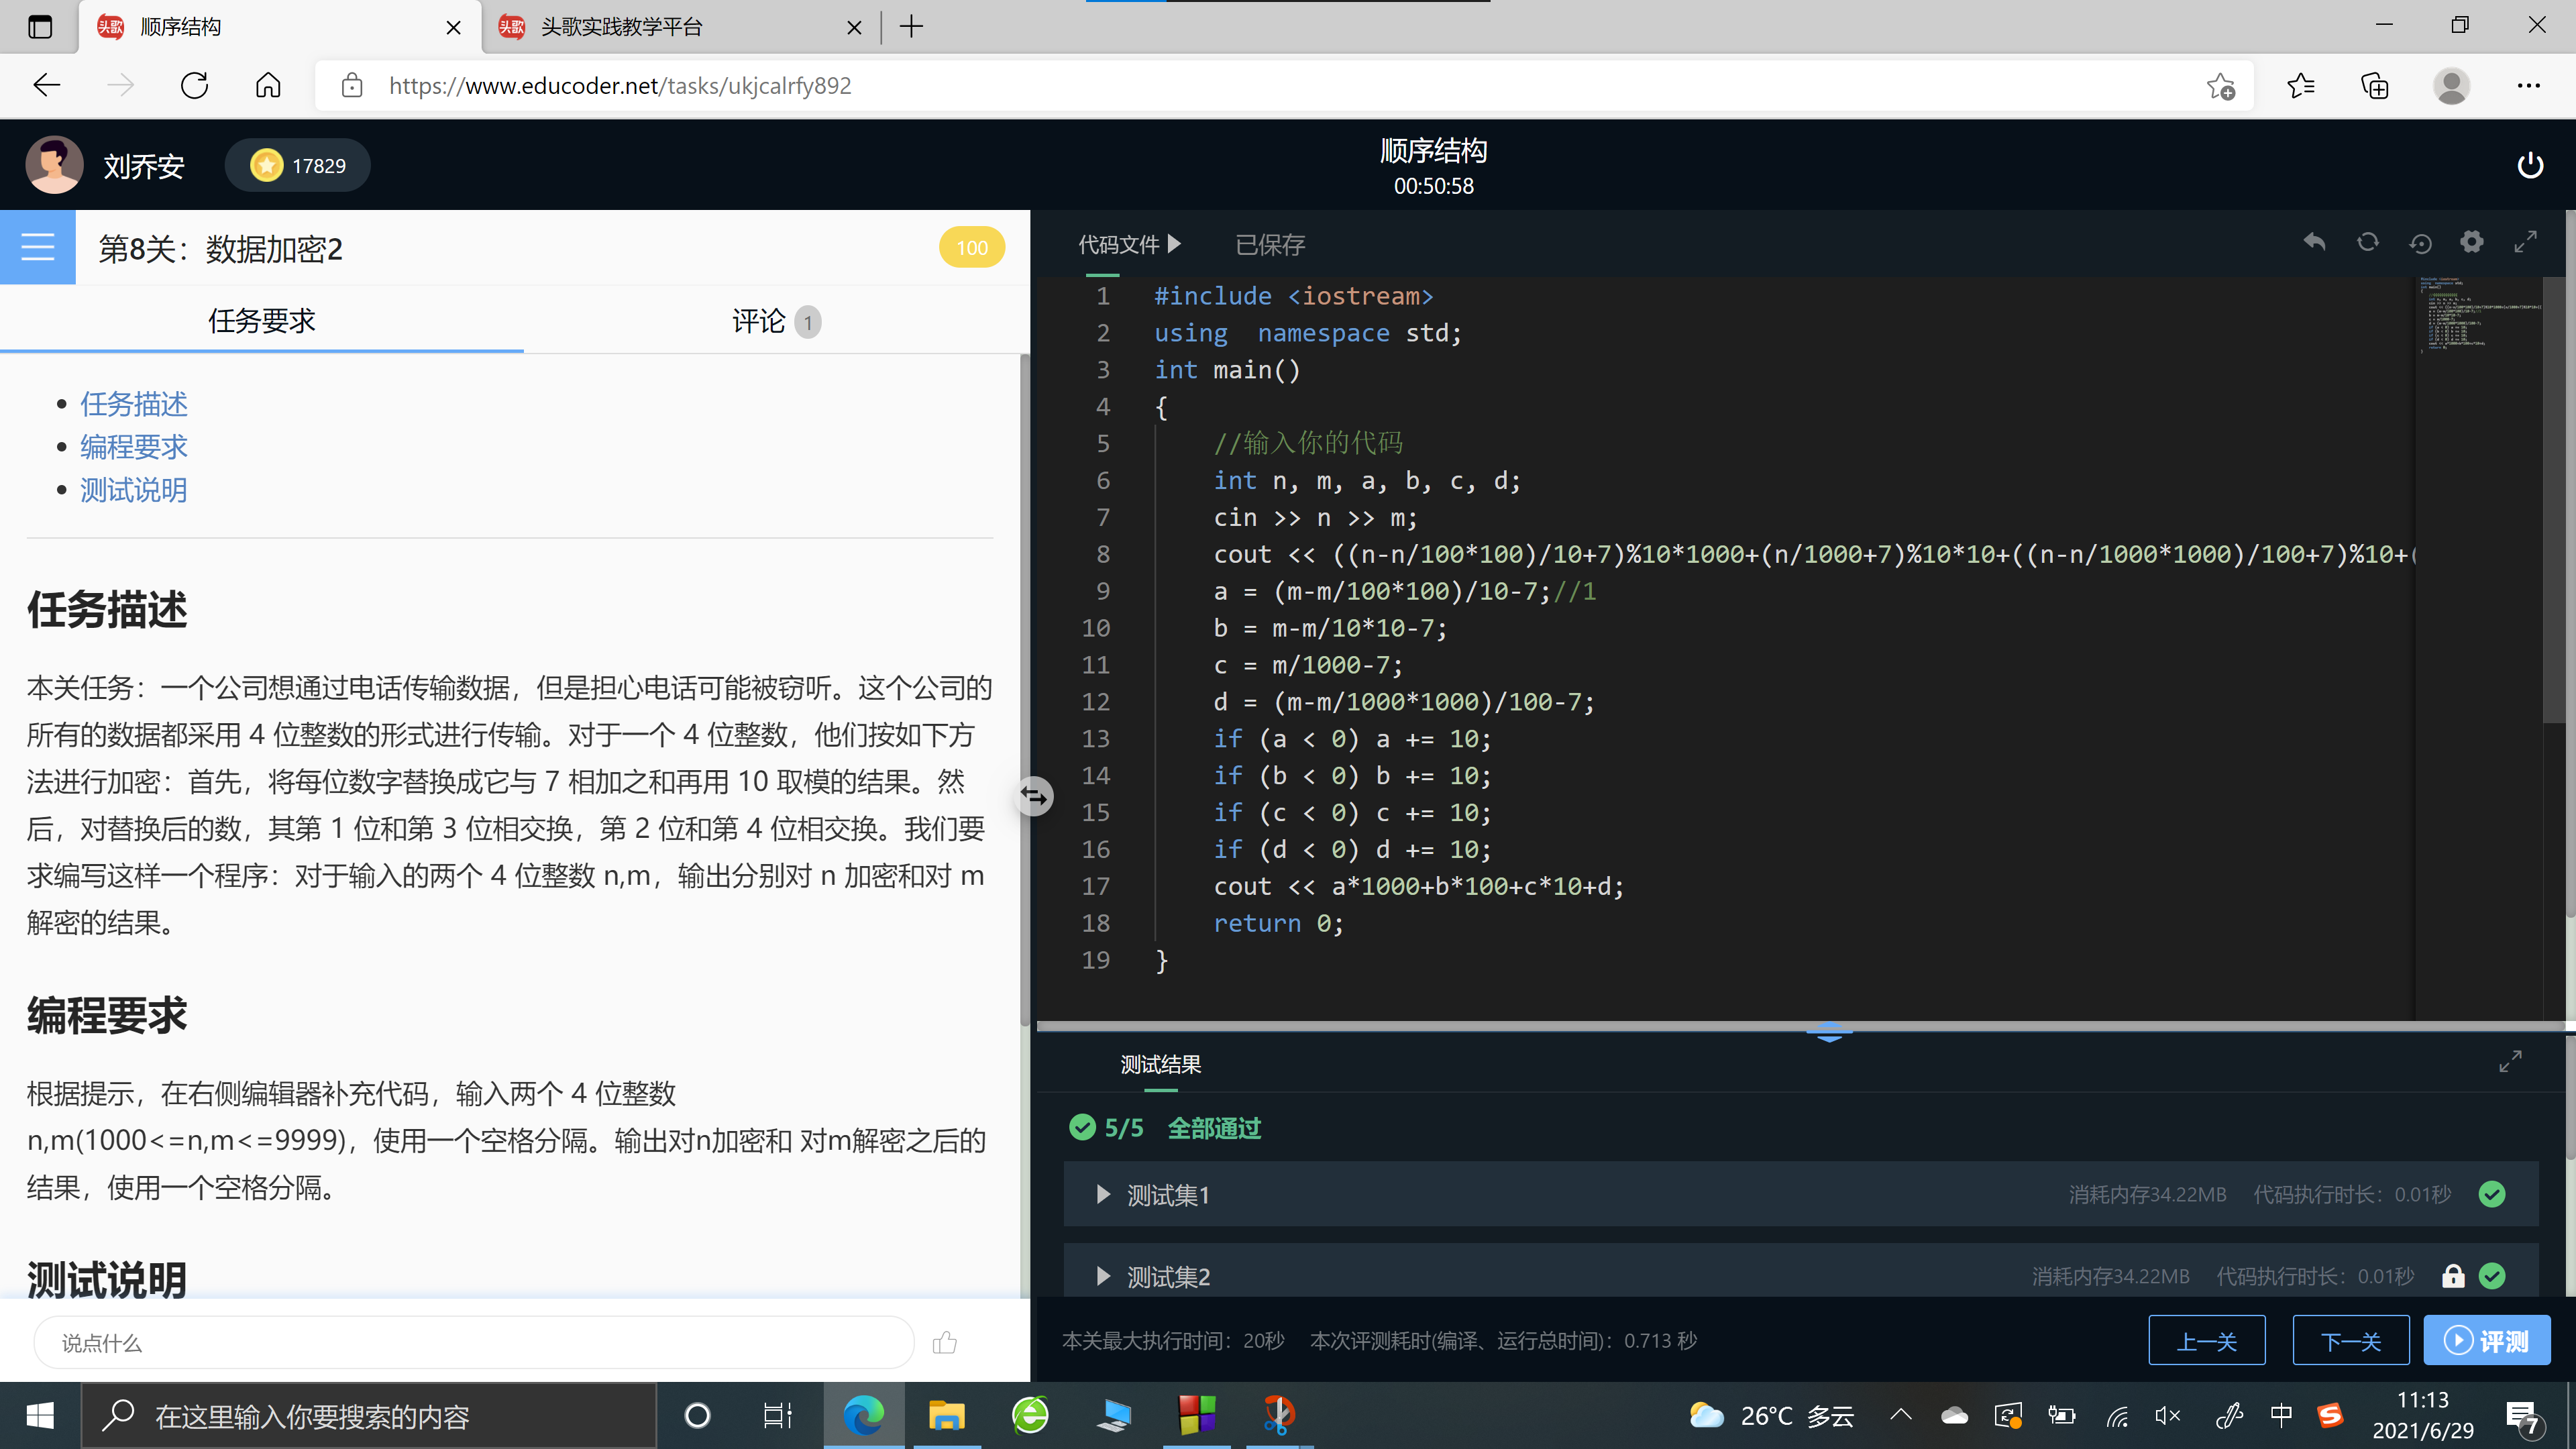 顺序结构
头歌实践教学平台
https://www.educoder.net/tasks/ukjcalrfy892
刘乔安
17829
顺序结构
00:50:58
第8关：数据加密2
100
任务要求
评论 1
任务描述
编程要求
测试说明
任务描述
本关任务：一个公司想通过电话传输数据，但是担心电话可能被窃听。这个公司的
所有的数据都采用 4 位整数的形式进行传输。对于一个 4 位整数，他们按如下方
法进行加密：首先，将每位数字替换成它与 7 相加之和再用 10 取模的结果。然
后，对替换后的数，其第 1 位和第 3 位相交换，第 2 位和第 4 位相交换。我们要
求编写这样一个程序：对于输入的两个 4 位整数 n,m，输出分别对 n 加密和对 m
解密的结果。
编程要求
根据提示，在右侧编辑器补充代码，输入两个 4 位整数
n,m(1000<=n,m<=9999)，使用一个空格分隔。输出对n加密和 对m解密之后的
结果，使用一个空格分隔。
测试说明
说点什么
代码文件
已保存
1 #include <iostream>
2 using  namespace std;
3 int main()
4 {
5 //输入你的代码
6 int n, m, a, b, c, d;
7 cin >> n >> m;
8 cout << ((n-n/100*100)/10+7)%10*1000+(n/1000+7)%10*10+((n-n/1000*1000)/100+7)%10+(
9 a = (m-m/100*100)/10-7;//1
10 b = m-m/10*10-7;
11 c = m/1000-7;
12 d = (m-m/1000*1000)/100-7;
13 if (a < 0) a += 10;
14 if (b < 0) b += 10;
15 if (c < 0) c += 10;
16 if (d < 0) d += 10;
17 cout << a*1000+b*100+c*10+d;
18 return 0;
19 }
测试结果
5/5 全部通过
测试集1
消耗内存34.22MB 代码执行时长：0.01秒
测试集2
消耗内存34.22MB 代码执行时长：0.01秒
本关最大执行时间：20秒 本次评测耗时(编译、运行总时间)：0.713 秒
上一关
下一关
评测
在这里输入你要搜索的内容
26°C 多云
中
11:13
2021/6/29
7